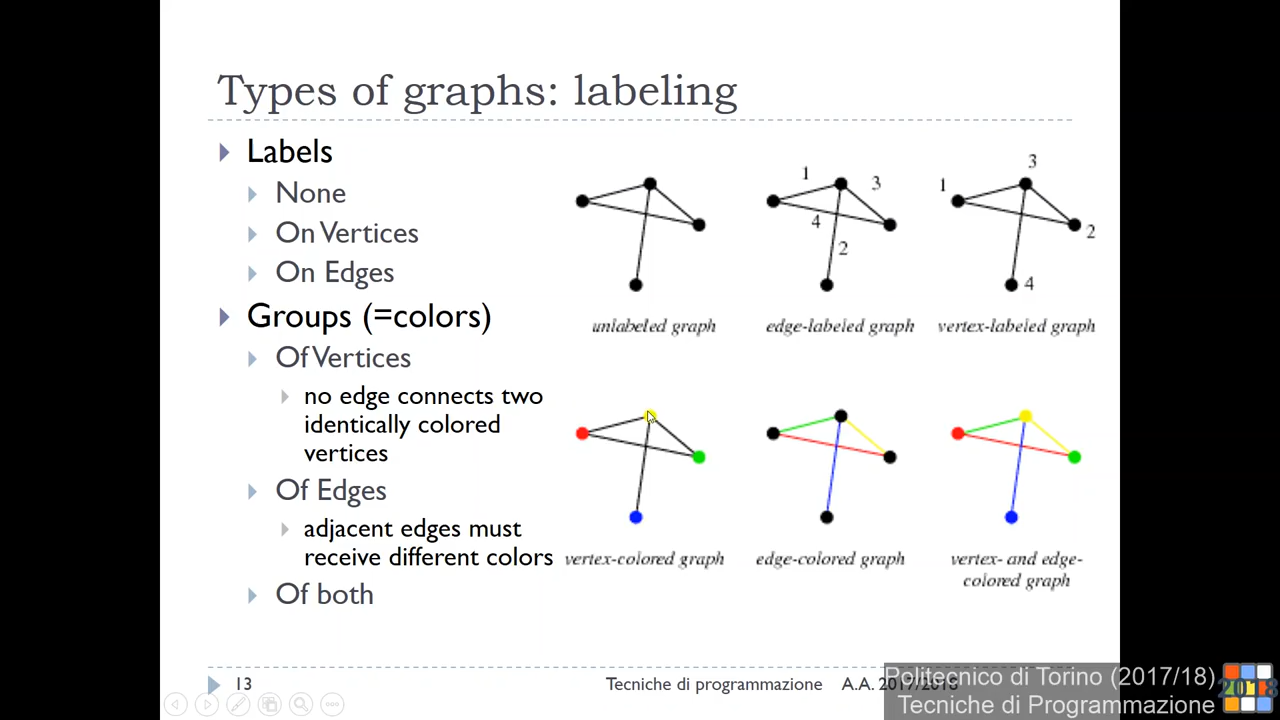 Types of graphs: labeling
Labels
None
On Vertices
On Edges
Groups (=colors)
Of Vertices
no edge connects two
identically colored
vertices
Of Edges
adjacent edges must
receive different colors
Of both
unlabeled graph
1
3
4
2
edge-labeled graph
3
1
2
4
vertex-labeled graph
vertex-colored graph
edge-colored graph
vertex- and edge-
colored graph
13
Tecniche di programmazione A.A. 2017/2018
Politecnico di Torino (2017/18)
Tecniche di Programmazione
2018